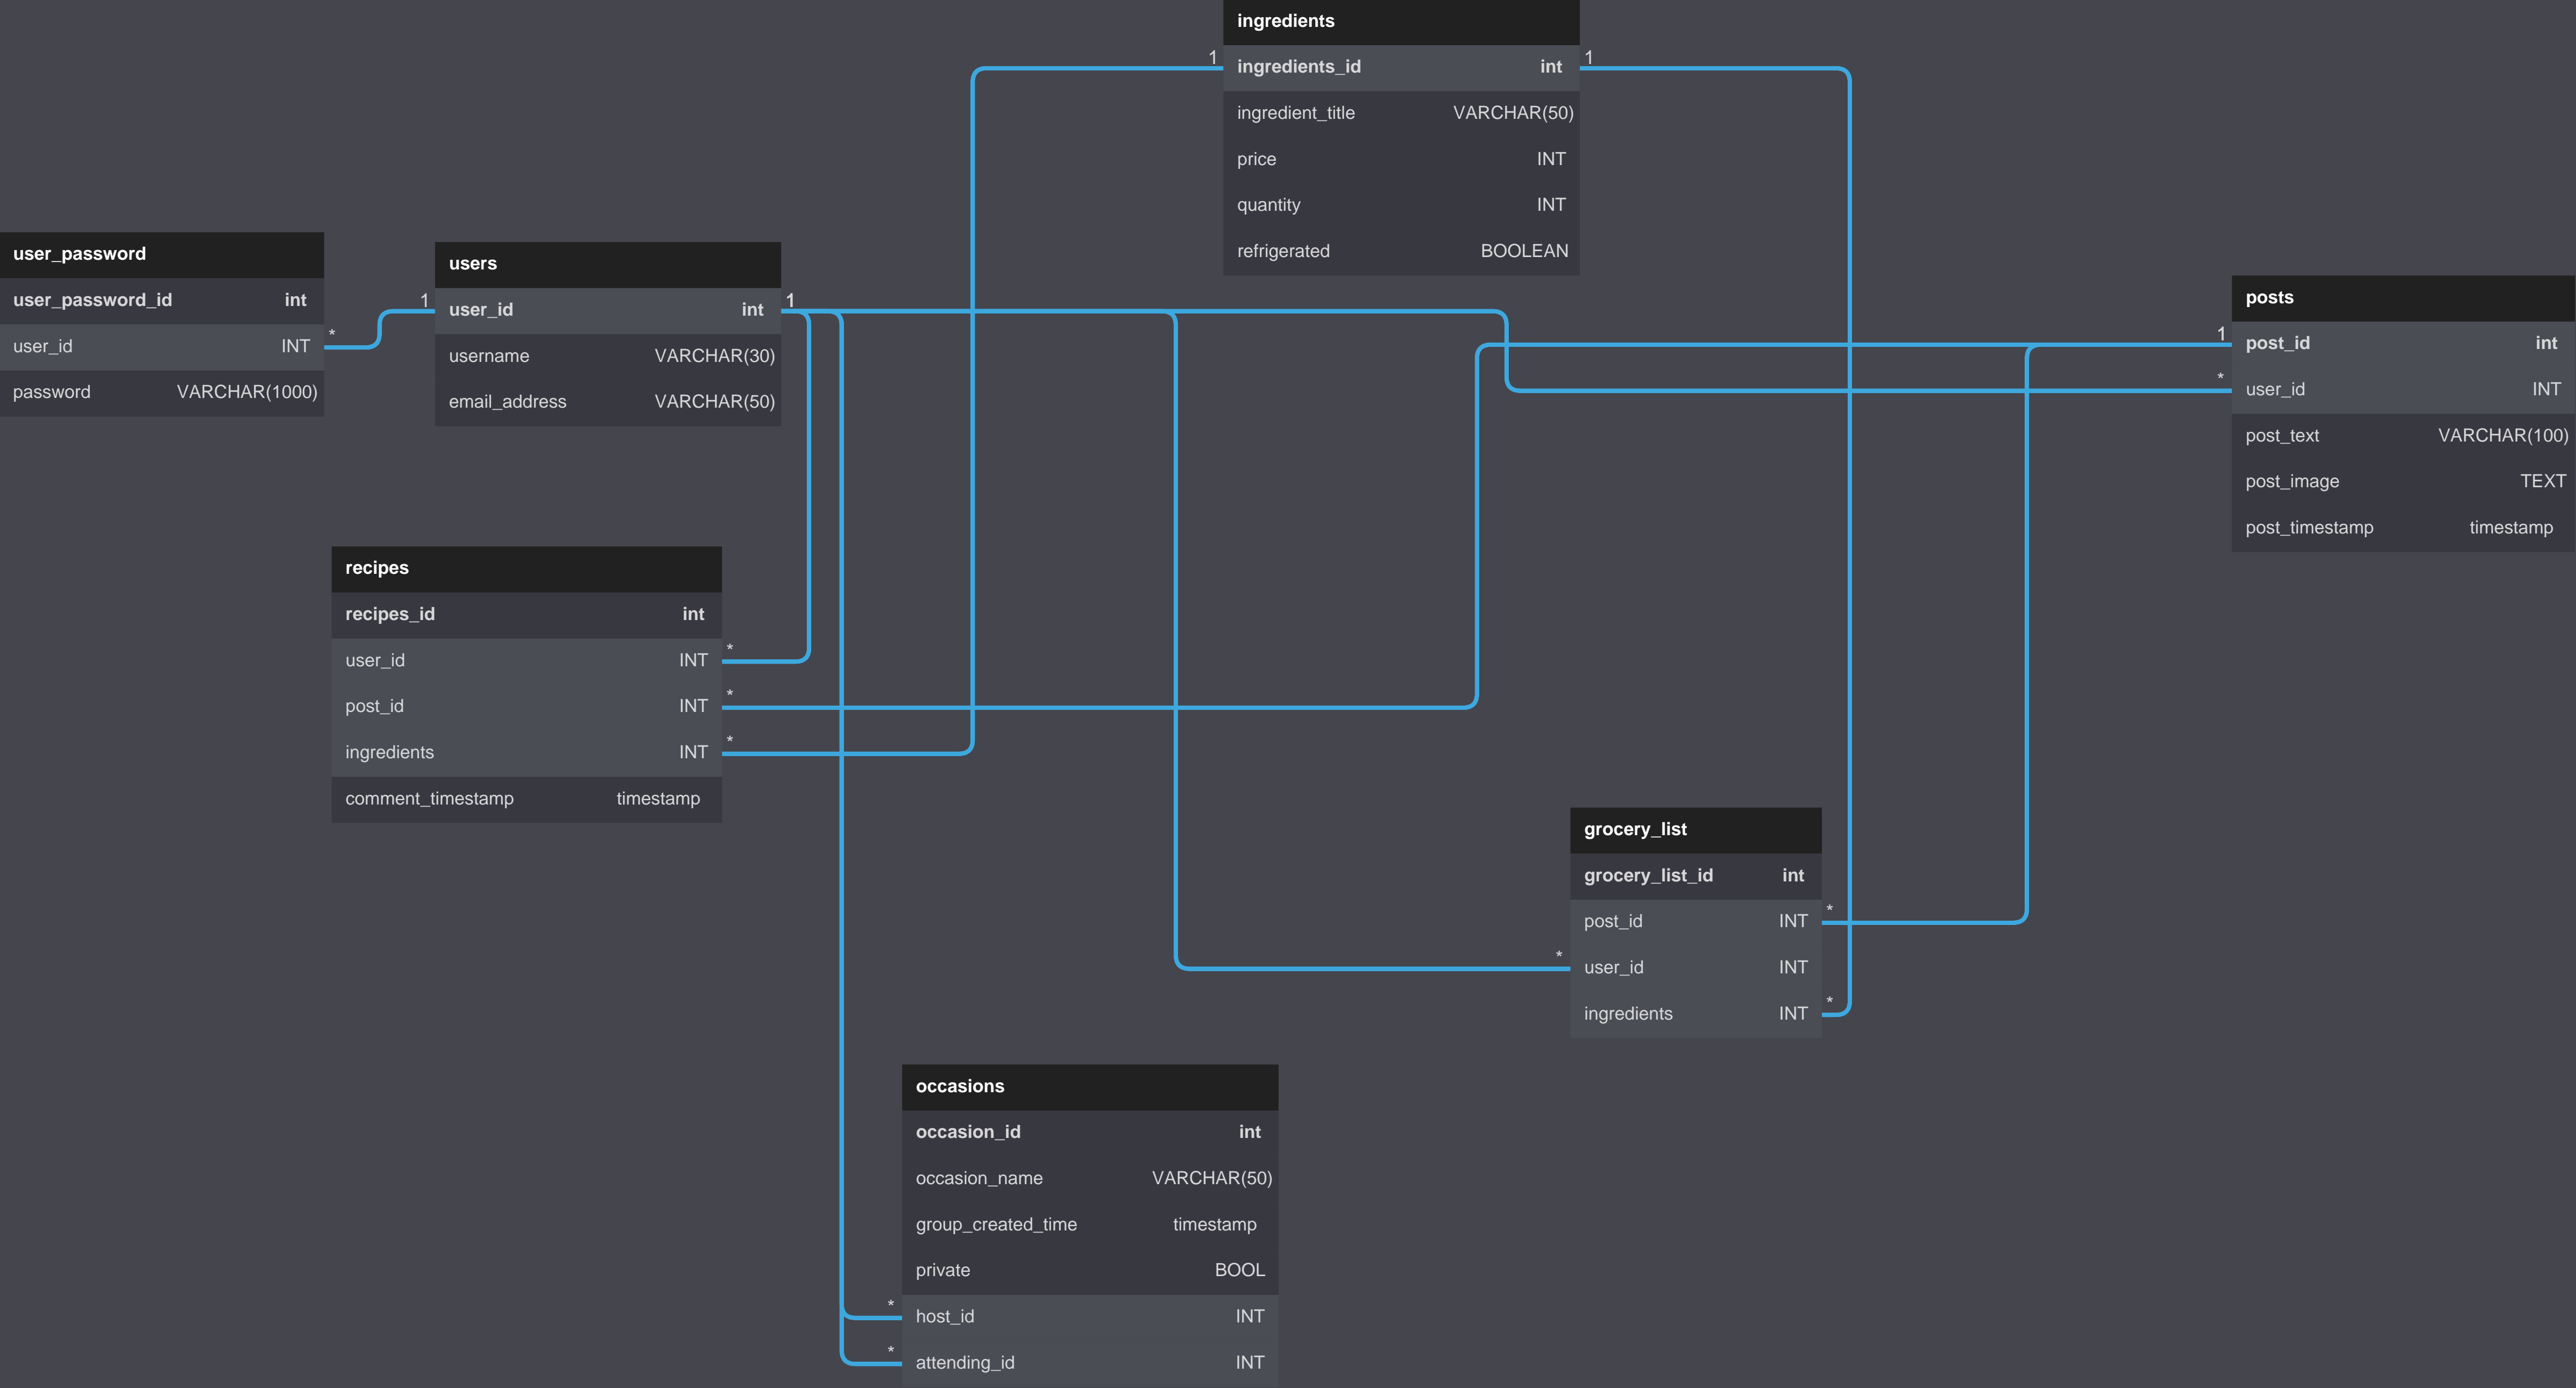 ingredients
1 ingredients_id int 1
ingredient_title VARCHAR(50)
price INT
quantity INT
refrigerated BOOLEAN
user_password
user_password_id int
user_id INT *
password VARCHAR(1000)
users
1 user_id int 1
username VARCHAR(30)
email_address VARCHAR(50)
posts
1 post_id int
* user_id INT
post_text VARCHAR(100)
post_image TEXT
post_timestamp timestamp
recipes
recipes_id int
user_id INT *
post_id INT *
ingredients INT *
comment_timestamp timestamp
grocery_list
grocery_list_id int
post_id INT *
* user_id INT
ingredients INT *
occasions
occasion_id int
occasion_name VARCHAR(50)
group_created_time timestamp
private BOOL
* host_id INT
* attending_id INT